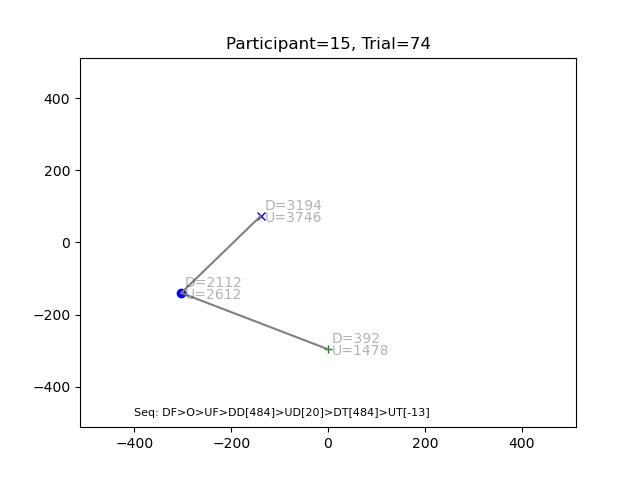 Participant=15, Trial=74
400
200
0
−200
−400
D=3194
U=3746
D=2112
U=2612
D=392
U=1478
Seq: DF>O>UF>DD[484]>UD[20]>DT[484]>UT[-13]
−400 −200 0 200 400